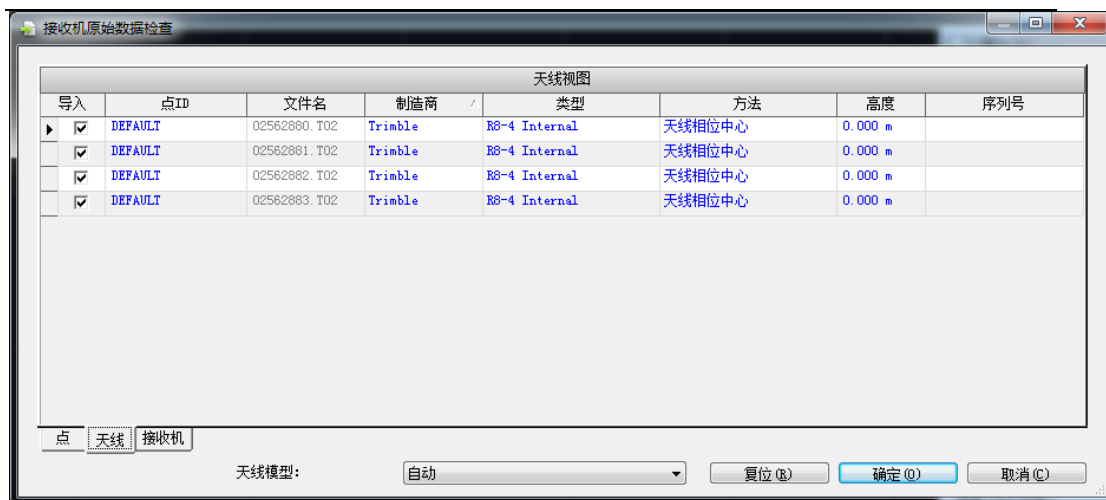 接收机原始数据检查
天线视图
导入 点ID 文件名 制造商 类型 方法 高度 序列号
DEFAULT 02562880.T02 Trimble R8-4 Internal 天线相位中心 0.000 m
DEFAULT 02562881.T02 Trimble R8-4 Internal 天线相位中心 0.000 m
DEFAULT 02562882.T02 Trimble R8-4 Internal 天线相位中心 0.000 m
DEFAULT 02562883.T02 Trimble R8-4 Internal 天线相位中心 0.000 m
点 天线 接收机
天线模型: 自动 复位(R) 确定(O) 取消(C)